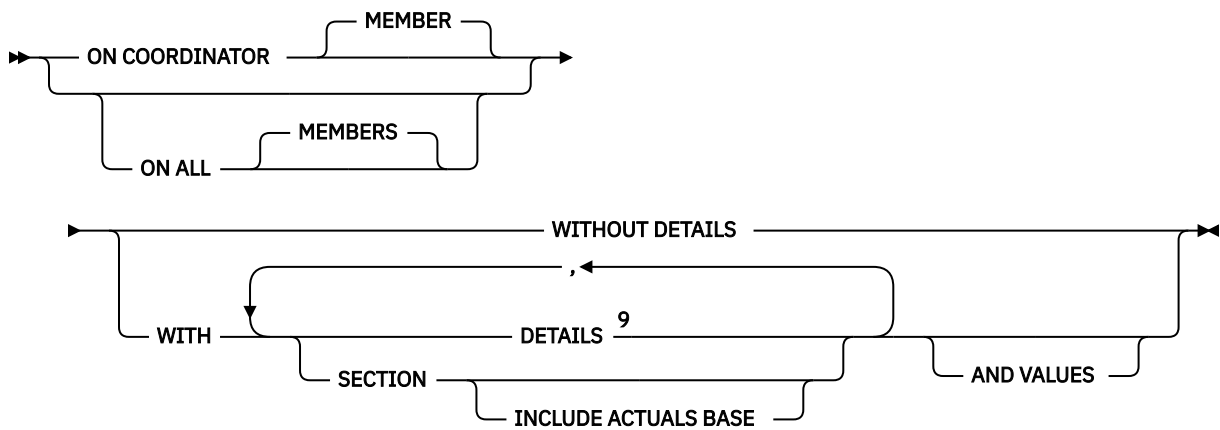 MEMBER
ON COORDINATOR
MEMBERS
ON ALL
WITHOUT DETAILS
,
WITH DETAILS 9
SECTION AND VALUES
INCLUDE ACTUALS BASE